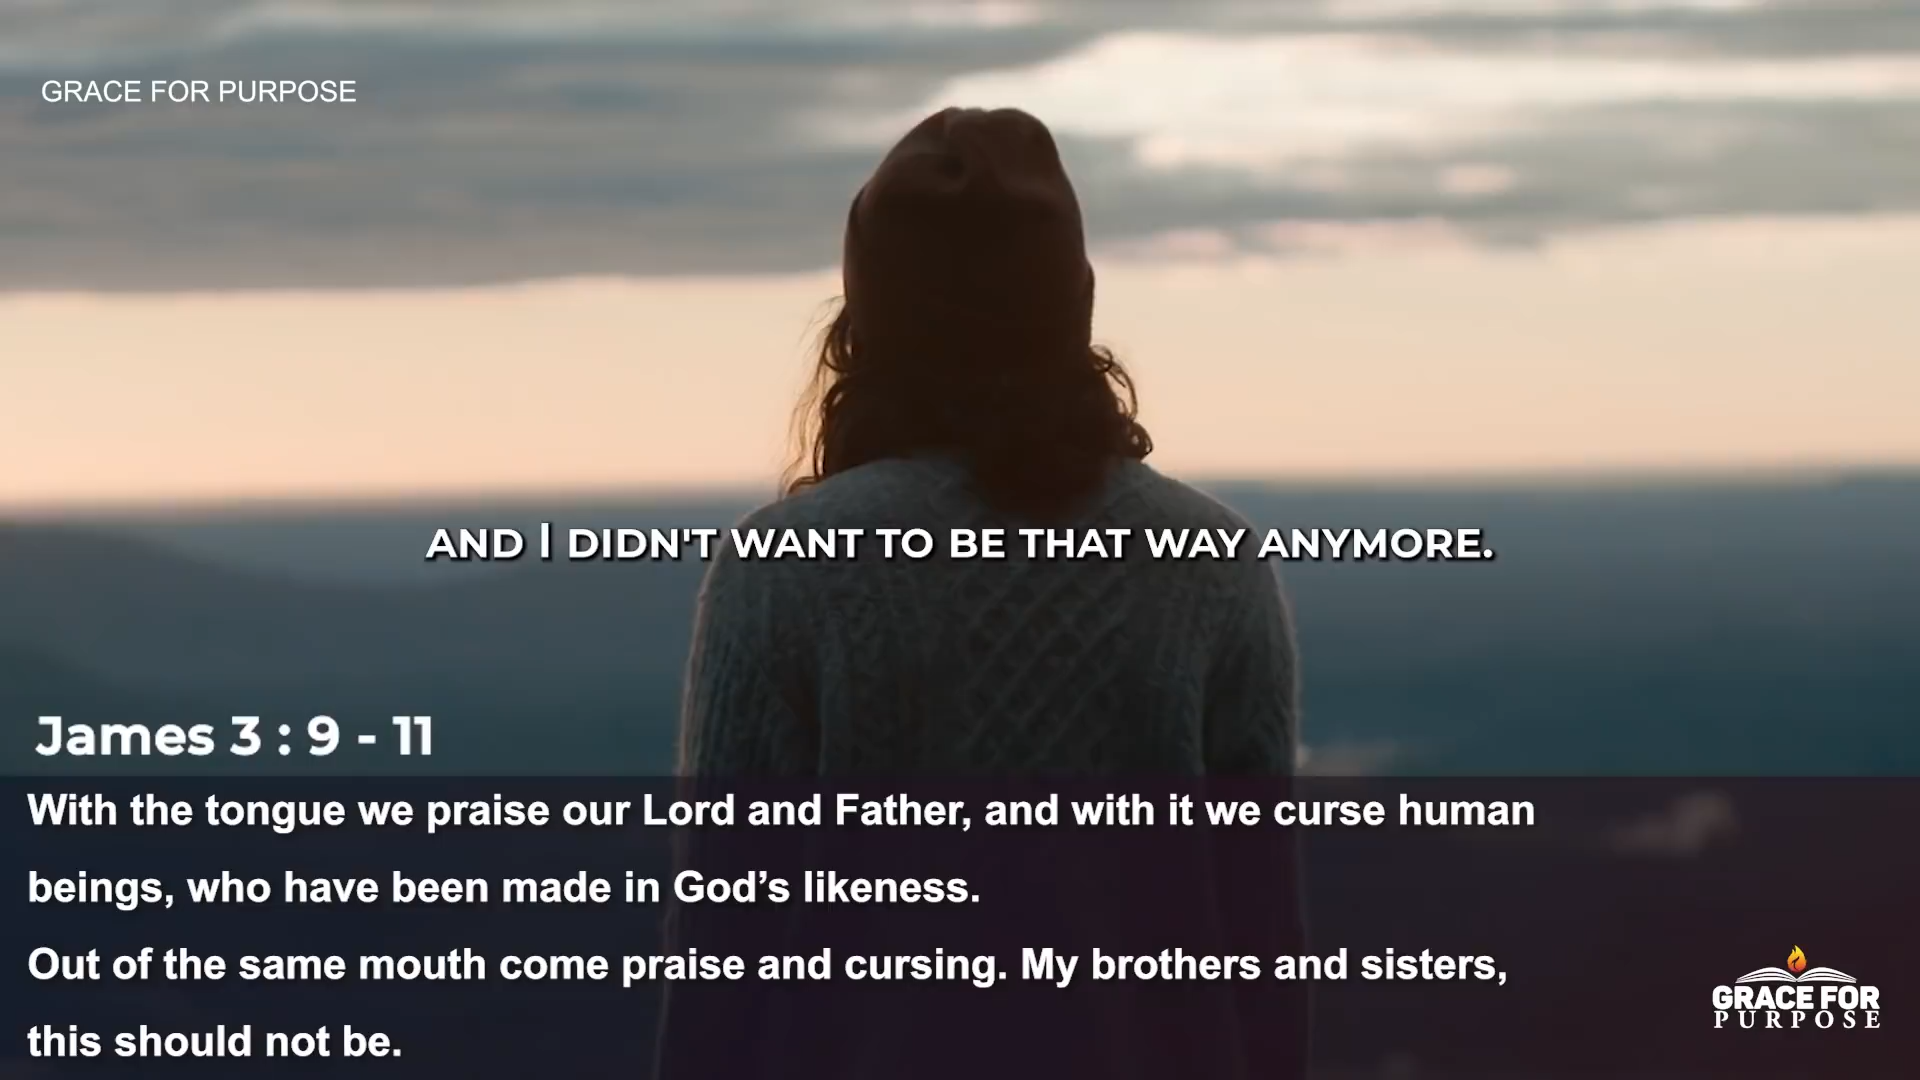 GRACE FOR PURPOSE
AND I DIDN'T WANT TO BE THAT WAY ANYMORE.
James 3 : 9 - 11
With the tongue we praise our Lord and Father, and with it we curse human
beings, who have been made in God’s likeness.
Out of the same mouth come praise and cursing. My brothers and sisters,
this should not be.
GRACE FOR
PURPOSE